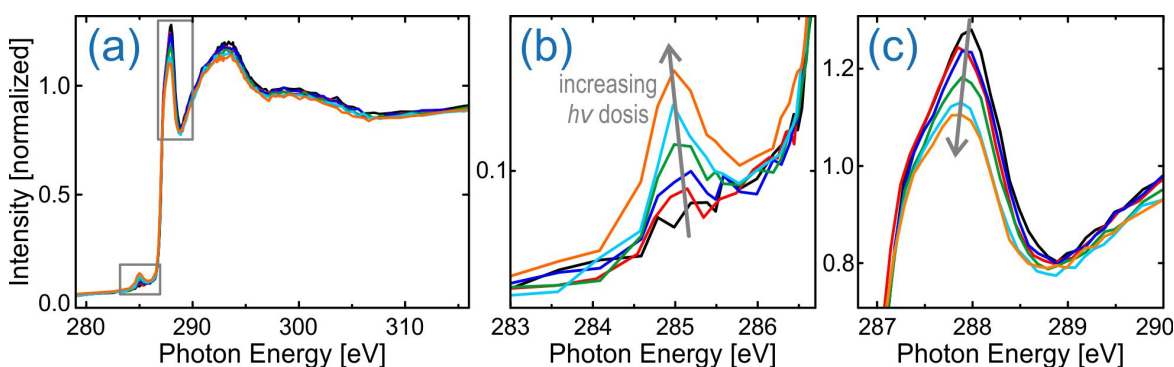 (a)
(b)
(c)
Intensity [normalized]
1.0
0.5
0.0
280
290
300
310
Photon Energy [eV]
increasing
hν dosis
0.1
283
284
285
286
Photon Energy [eV]
1.2
1.0
0.8
287
288
289
290
Photon Energy [eV]